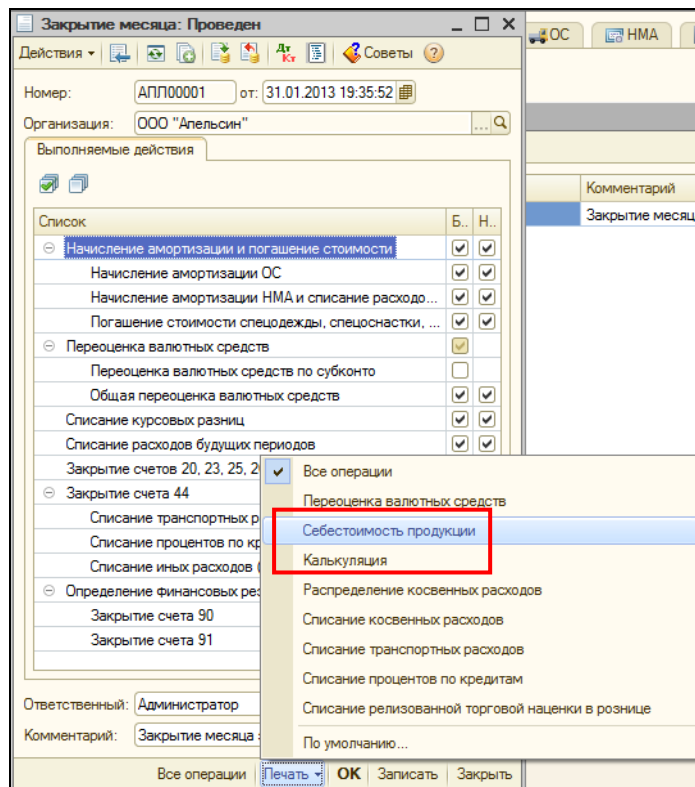 Закрытие месяца: Проведен
ОС НМА
Действия Дт Кт Советы
Номер: АПП00001 от: 31.01.2013 19:35:52
Организация: ООО "Апельсин" ...
Выполняемые действия
Комментарий
Закрытие месяц
Список Б.. Н..
Начисление амортизации и погашение стоимости
Начисление амортизации ОС
Начисление амортизации НМА и списание расходо...
Погашение стоимости спецодежды, спецоснастки, ...
Переоценка валютных средств
Переоценка валютных средств по субконто
Общая переоценка валютных средств
Списание курсовых разниц
Списание расходов будущих периодов
Закрытие счетов 20, 23, 25, 2
Закрытие счета 44
Списание транспортных р
Списание процентов по кр
Списание иных расходов (
Определение финансовых рез
Закрытие счета 90
Закрытие счета 91
Все операции
Переоценка валютных средств
Себестоимость продукции
Калькуляция
Распределение косвенных расходов
Списание косвенных расходов
Списание транспортных расходов
Списание процентов по кредитам
Списание релизованной торговой наценки в рознице
По умолчанию...
Ответственный: Администратор
Комментарий: Закрытие месяца з
Все операции Печать OK Записать Закрыть